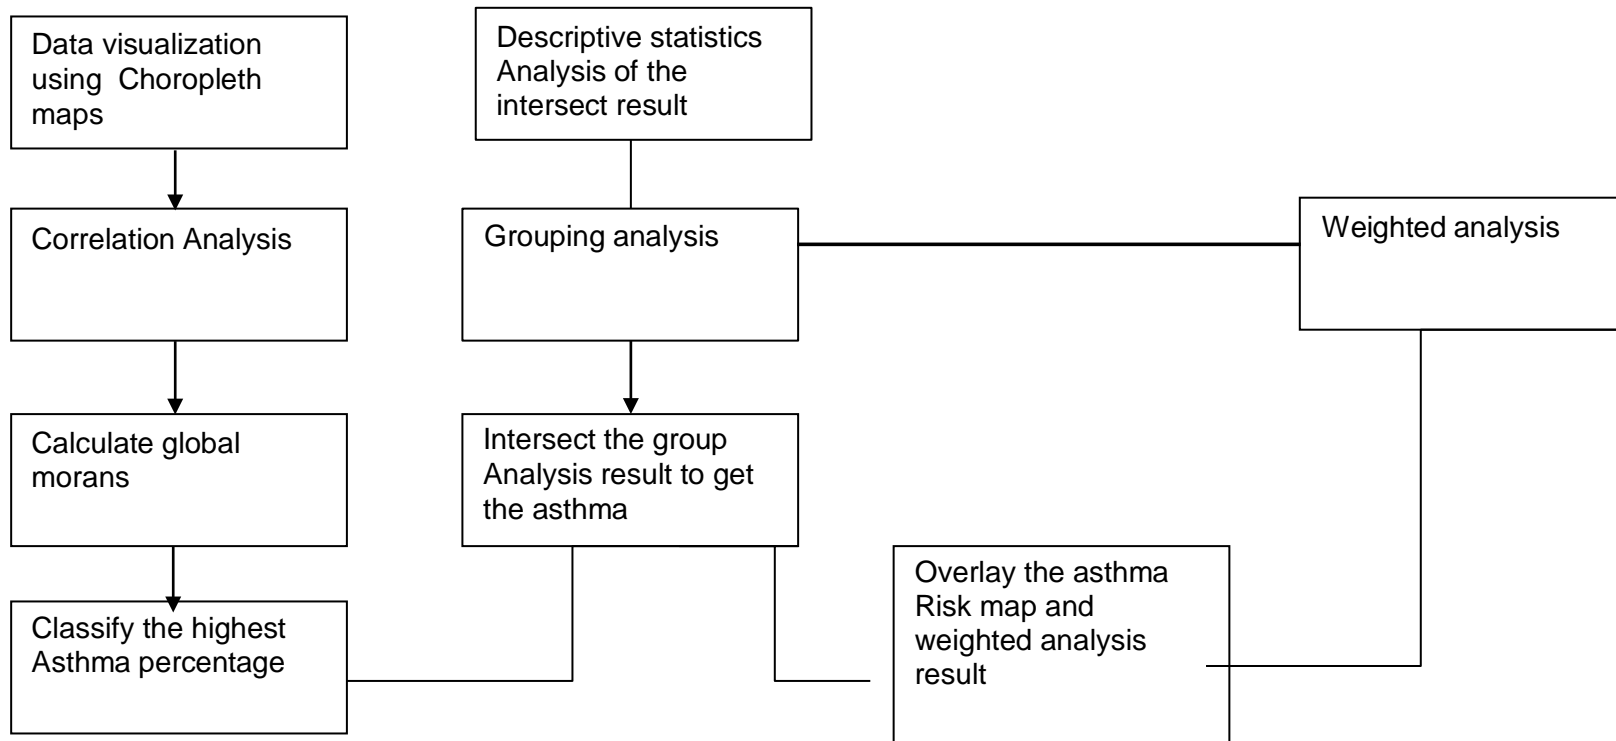 Data visualization
using Choropleth
maps
Correlation Analysis
Calculate global
morans
Classify the highest
Asthma percentage
Descriptive statistics
Analysis of the
intersect result
Grouping analysis
Intersect the group
Analysis result to get
the asthma
Overlay the asthma
Risk map and
weighted analysis
result
Weighted analysis